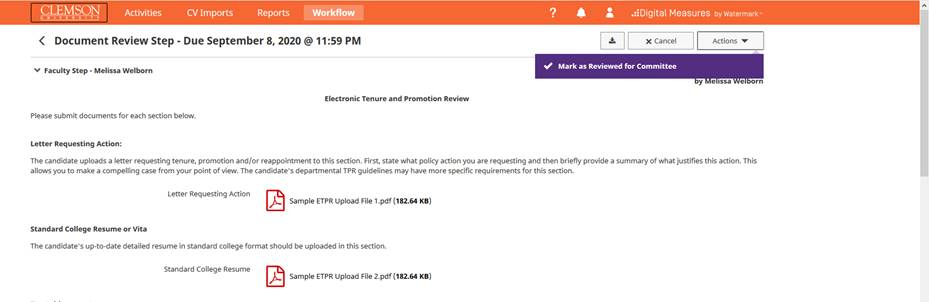 CLEMSON
UNIVERSITY
Activities
CV Imports
Reports
Workflow
?
Digital Measures by Watermark™
Document Review Step - Due September 8, 2020 @ 11:59 PM
Cancel
Actions
Mark as Reviewed for Committee
Faculty Step - Melissa Welborn
by Melissa Welborn
Electronic Tenure and Promotion Review
Please submit documents for each section below.
Letter Requesting Action:
The candidate uploads a letter requesting tenure, promotion and/or reappointment to this section. First, state what policy action you are requesting and then briefly provide a summary of what justifies this action. This
allows you to make a compelling case from your point of view. The candidate's departmental TPR guidelines may have more specific requirements for this section.
Letter Requesting Action
Sample ETPR Upload File 1.pdf (182.64 KB)
Standard College Resume or Vita
The candidate's up-to-date detailed resume in standard college format should be uploaded in this section.
Standard College Resume
Sample ETPR Upload File 2.pdf (182.64 KB)